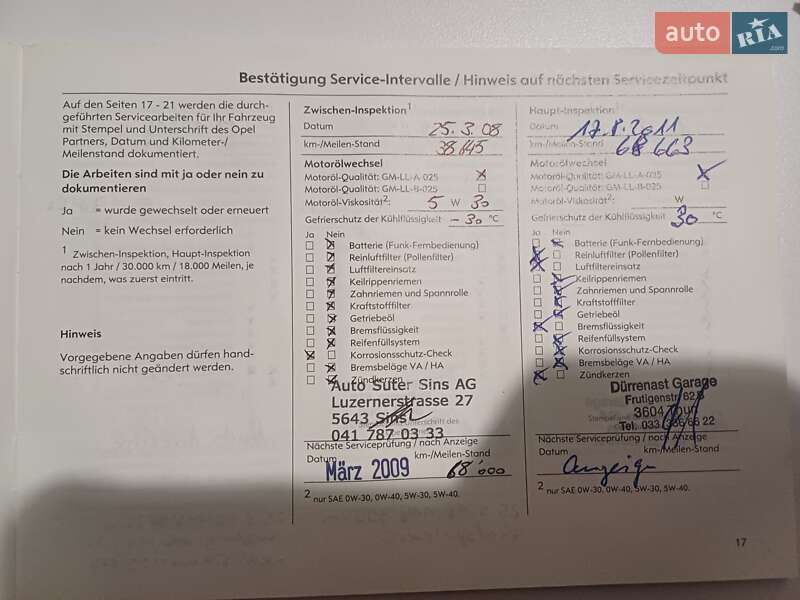 auto RIA .com
Bestätigung Service-Intervalle / Hinweis auf nächsten Servicezeitpunkt
Auf den Seiten 17 - 21 werden die durch-
geführten Servicearbeiten für Ihr Fahrzeug
mit Stempel und Unterschrift des Opel
Partners, Datum und Kilometer-/
Meilenstand dokumentiert.
Die Arbeiten sind mit ja oder nein zu
dokumentieren
Ja = wurde gewechselt oder erneuert
Nein = kein Wechsel erforderlich
1 Zwischen-Inspektion, Haupt-Inspektion
nach 1 Jahr / 30.000 km / 18.000 Meilen, je
nachdem, was zuerst eintritt.
Hinweis
Vorgegebene Angaben dürfen hand-
schriftlich nicht geändert werden.
Zwischen-Inspektion1
Datum 25.3.08
km-/Meilen-Stand 38.145
Motorölwechsel
Motoröl-Qualität: GM-LL-A-025
Motoröl-Qualität: GM-LL-B-025
Motoröl-Viskosität2: 5 W 30
Gefrierschutz der Kühlflüssigkeit - 30 °C
Ja Nein
Batterie (Funk-Fernbedienung)
Reinluftfilter (Pollenfilter)
Luftfiltereinsatz
Keilrippenriemen
Zahnriemen und Spannrolle
Kraftstofffilter
Getriebeöl
Bremsflüssigkeit
Reifenfüllsystem
Korrosionsschutz-Check
Bremsbeläge VA / HA
Zündkerzen
Auto Suter Sins AG
Luzernerstrasse 27
5643 Sins
041 787 03 33
Nächste Serviceprüfung / nach Anzeige
Datum km-/Meilen-Stand
März 2009 68'000
2 nur SAE 0W-30, 0W-40, 5W-30, 5W-40.
Haupt-Inspektion1
Datum 17.8.2011
km-/Meilen-Stand 68 663
Motorölwechsel
Motoröl-Qualität: GM-LL-A-025
Motoröl-Qualität: GM-LL-B-025
Motoröl-Viskosität2: W
Gefrierschutz der Kühlflüssigkeit 30 °C
Ja Nein
Batterie (Funk-Fernbedienung)
Reinluftfilter (Pollenfilter)
Luftfiltereinsatz
Keilrippenriemen
Zahnriemen und Spannrolle
Kraftstofffilter
Getriebeöl
Bremsflüssigkeit
Reifenfüllsystem
Korrosionsschutz-Check
Bremsbeläge VA / HA
Zündkerzen
Dürrenast Garage
Frutigenstr.
3604 Thun
Tel. 033
Nächste Serviceprüfung / nach Anzeige
Datum km-/Meilen-Stand
Anzeige
2 nur SAE 0W-30, 0W-40, 5W-30, 5W-40.
17